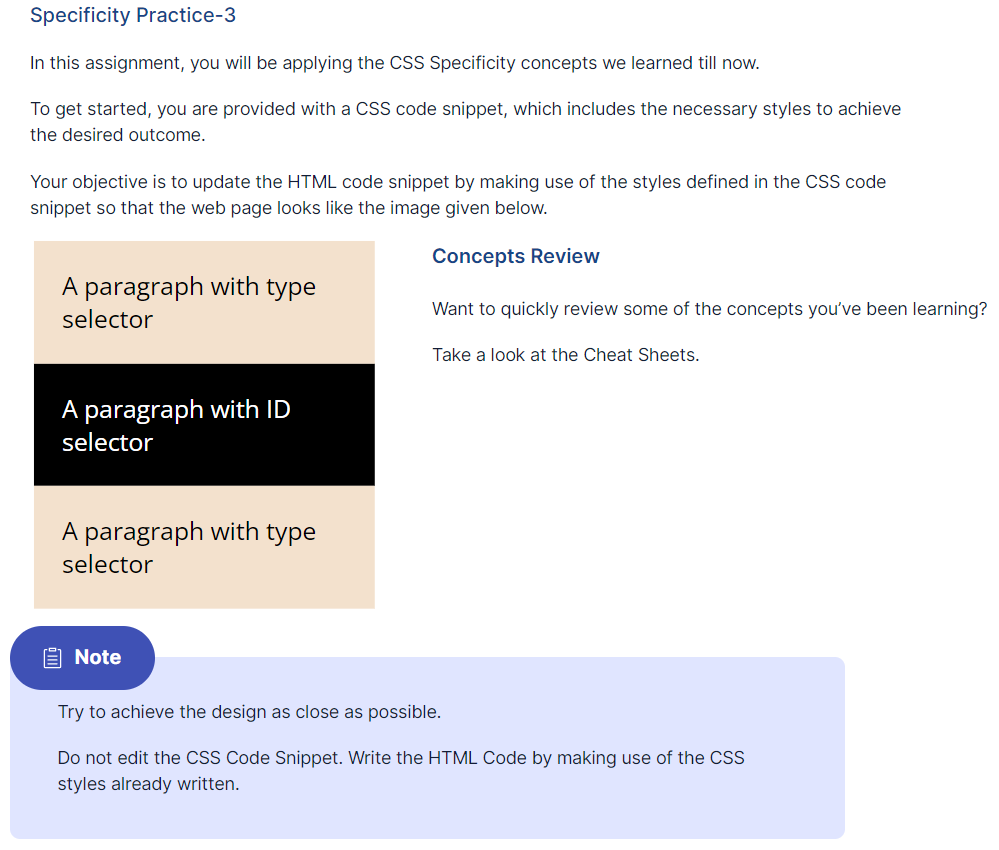 Specificity Practice-3
In this assignment, you will be applying the CSS Specificity concepts we learned till now.
To get started, you are provided with a CSS code snippet, which includes the necessary styles to achieve
the desired outcome.
Your objective is to update the HTML code snippet by making use of the styles defined in the CSS code
snippet so that the web page looks like the image given below.
A paragraph with type
selector
A paragraph with ID
selector
A paragraph with type
selector
Concepts Review
Want to quickly review some of the concepts you’ve been learning?
Take a look at the Cheat Sheets.
Note
Try to achieve the design as close as possible.
Do not edit the CSS Code Snippet. Write the HTML Code by making use of the CSS
styles already written.